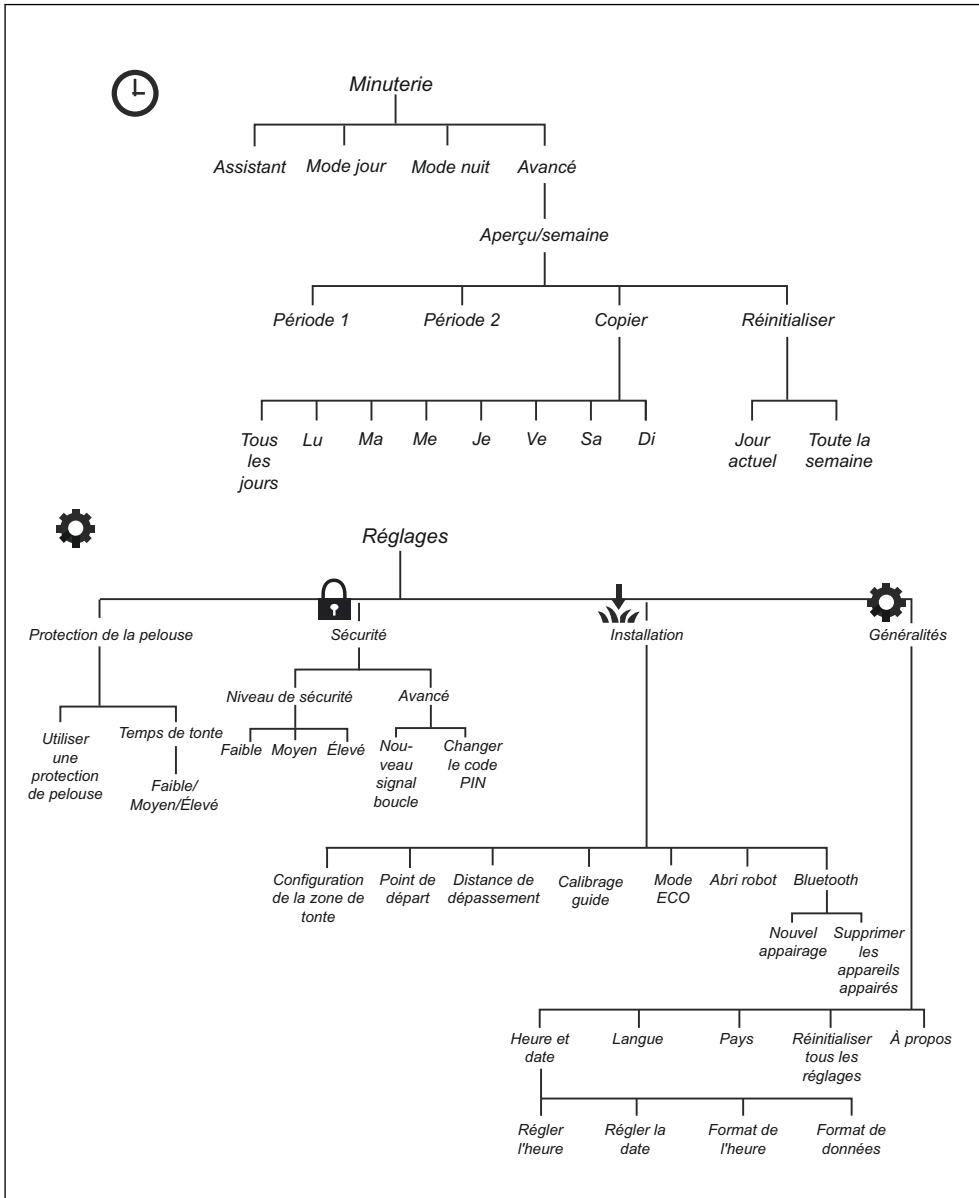 Minuterie
Assistant Mode jour Mode nuit Avancé
Aperçu/semaine
Période 1 Période 2 Copier Réinitialiser
Tous
les
jours
Lu Ma Me Je Ve Sa Di
Jour
actuel
Toute la
semaine
Réglages
Protection de la pelouse Sécurité Installation Généralités
Utiliser
une
protection
de pelouse
Temps de tonte
Faible/
Moyen/Élevé
Niveau de sécurité Avancé
Faible Moyen Élevé
Nou-
veau
signal
boucle
Changer
le code
PIN
Configuration
de la zone de
tonte
Point de
départ
Distance de
dépassement
Calibrage
guide
Mode
ECO
Abri robot
Bluetooth
Nouvel
appairage
Supprimer
les
appareils
appairés
Heure et
date
Langue
Pays
Réinitialiser
tous les
réglages
À propos
Régler
l'heure
Régler la
date
Format de
l'heure
Format de
données